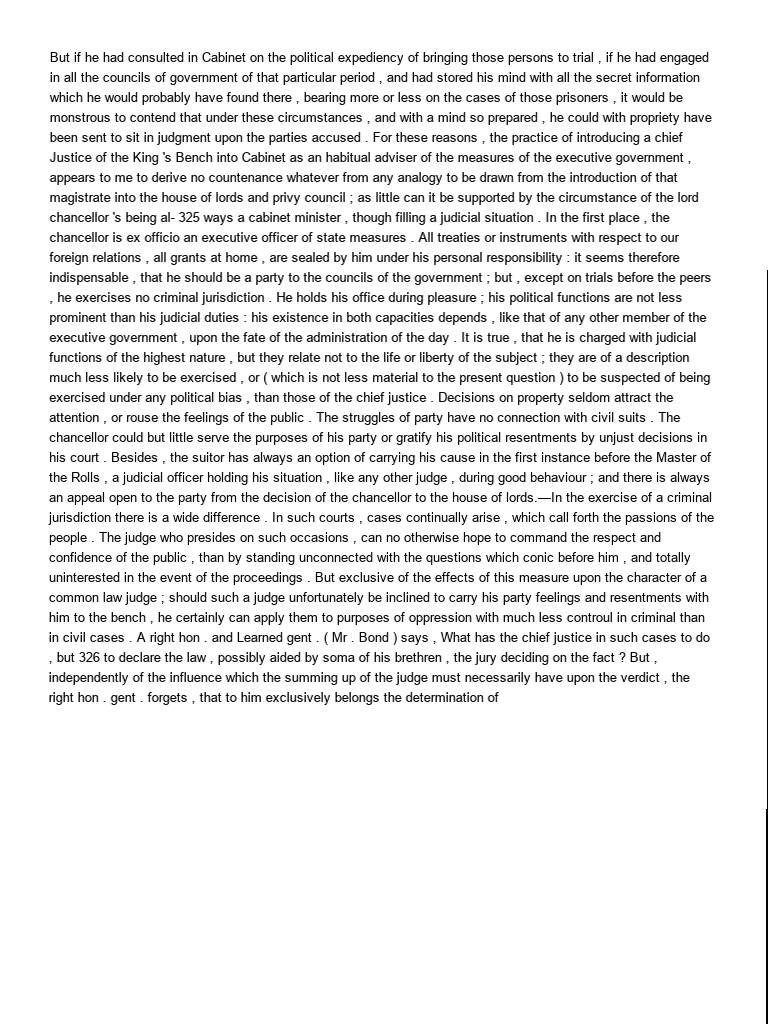 But if he had consulted in Cabinet on the political expediency of bringing those persons to trial , if he had engaged
in all the councils of government of that particular period , and had stored his mind with all the secret information
which he would probably have found there , bearing more or less on the cases of those prisoners , it would be
monstrous to contend that under these circumstances , and with a mind so prepared , he could with propriety have
been sent to sit in judgment upon the parties accused . For these reasons , the practice of introducing a chief
Justice of the King 's Bench into Cabinet as an habitual adviser of the measures of the executive government ,
appears to me to derive no countenance whatever from any analogy to be drawn from the introduction of that
magistrate into the house of lords and privy council ; as little can it be supported by the circumstance of the lord
chancellor 's being al- 325 ways a cabinet minister , though filling a judicial situation . In the first place , the
chancellor is ex officio an executive officer of state measures . All treaties or instruments with respect to our
foreign relations , all grants at home , are sealed by him under his personal responsibility : it seems therefore
indispensable , that he should be a party to the councils of the government ; but , except on trials before the peers
, he exercises no criminal jurisdiction . He holds his office during pleasure ; his political functions are not less
prominent than his judicial duties : his existence in both capacities depends , like that of any other member of the
executive government , upon the fate of the administration of the day . It is true , that he is charged with judicial
functions of the highest nature , but they relate not to the life or liberty of the subject ; they are of a description
much less likely to be exercised , or ( which is not less material to the present question ) to be suspected of being
exercised under any political bias , than those of the chief justice . Decisions on property seldom attract the
attention , or rouse the feelings of the public . The struggles of party have no connection with civil suits . The
chancellor could but little serve the purposes of his party or gratify his political resentments by unjust decisions in
his court . Besides , the suitor has always an option of carrying his cause in the first instance before the Master of
the Rolls , a judicial officer holding his situation , like any other judge , during good behaviour ; and there is always
an appeal open to the party from the decision of the chancellor to the house of lords.—In the exercise of a criminal
jurisdiction there is a wide difference . In such courts , cases continually arise , which call forth the passions of the
people . The judge who presides on such occasions , can no otherwise hope to command the respect and
confidence of the public , than by standing unconnected with the questions which conic before him , and totally
uninterested in the event of the proceedings . But exclusive of the effects of this measure upon the character of a
common law judge ; should such a judge unfortunately be inclined to carry his party feelings and resentments with
him to the bench , he certainly can apply them to purposes of oppression with much less controul in criminal than
in civil cases . A right hon . and Learned gent . ( Mr . Bond ) says , What has the chief justice in such cases to do
, but 326 to declare the law , possibly aided by soma of his brethren , the jury deciding on the fact ? But ,
independently of the influence which the summing up of the judge must necessarily have upon the verdict , the
right hon . gent . forgets , that to him exclusively belongs the determination of